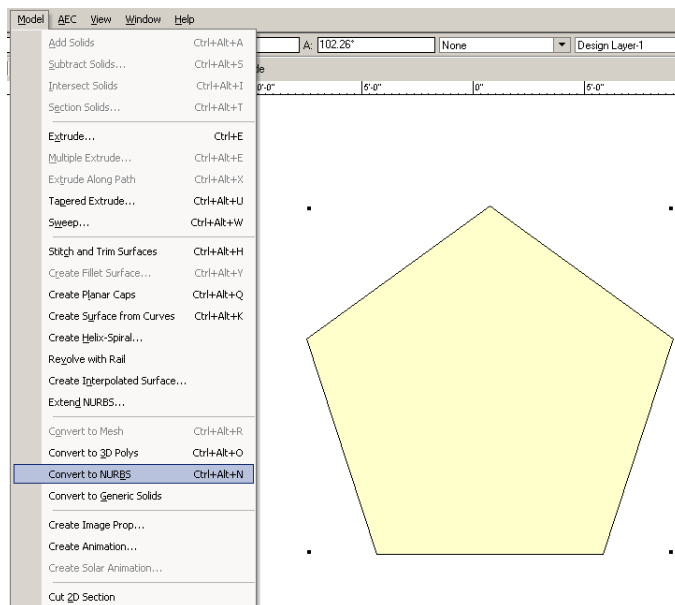 Model AEC View Window Help
A: 102.26° None Design Layer-1
Add Solids Ctrl+Alt+A
Subtract Solids... Ctrl+Alt+S
Intersect Solids Ctrl+Alt+I
Section Solids... Ctrl+Alt+T
Extrude... Ctrl+E
Multiple Extrude... Ctrl+Alt+E
Extrude Along Path Ctrl+Alt+X
Tapered Extrude... Ctrl+Alt+U
Sweep... Ctrl+Alt+W
Stitch and Trim Surfaces Ctrl+Alt+H
Create Fillet Surface... Ctrl+Alt+Y
Create Planar Caps Ctrl+Alt+Q
Create Surface from Curves Ctrl+Alt+K
Create Helix-Spiral...
Revolve with Rail
Create Interpolated Surface...
Extend NURBS...
Convert to Mesh Ctrl+Alt+R
Convert to 3D Polys Ctrl+Alt+O
Convert to NURBS Ctrl+Alt+N
Convert to Generic Solids
Create Image Prop...
Create Animation...
Create Solar Animation...
Cut 2D Section
0'-0" 5'-0" 0" 5'-0"